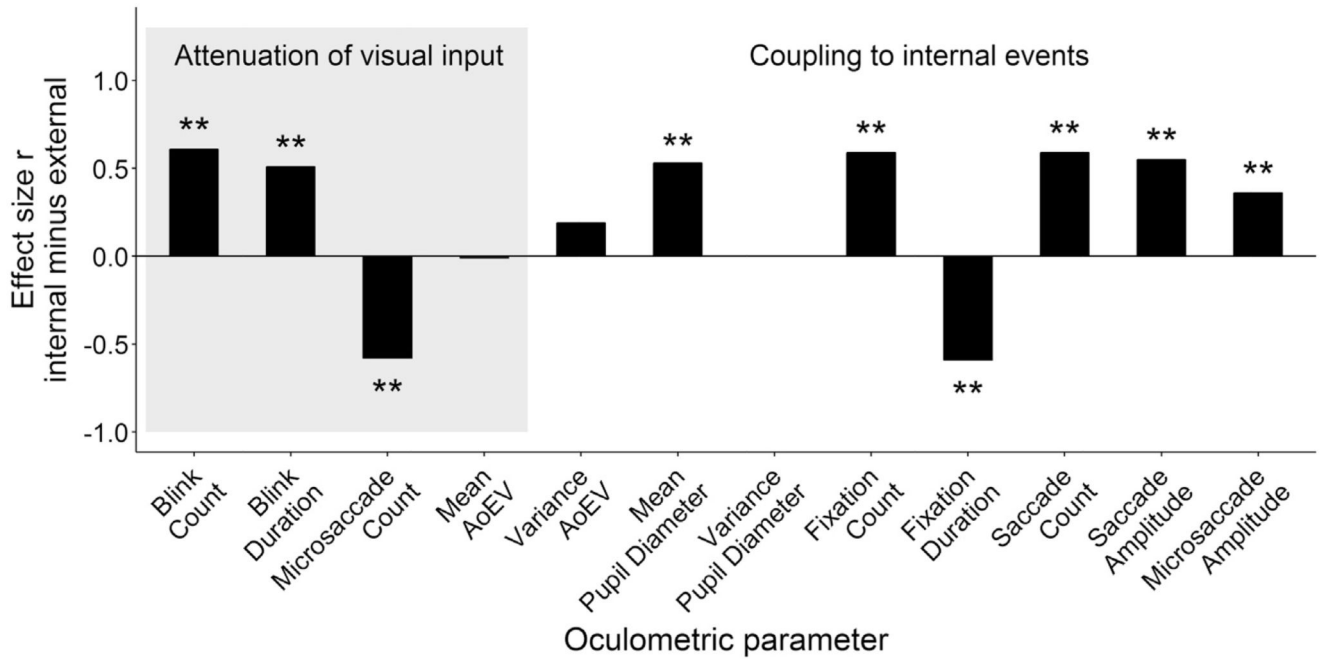 Attenuation of visual input
Coupling to internal events
Effect size r
internal minus external
1.0
0.5
0.0
-0.5
-1.0
**
**
**
**
**
**
**
**
**
Blink
Count
Blink
Duration
Microsaccade
Count
Mean
AoEV
Variance
AoEV
Mean
Pupil Diameter
Variance
Pupil Diameter
Fixation
Count
Fixation
Duration
Saccade
Count
Saccade
Amplitude
Microsaccade
Amplitude
Oculometric parameter